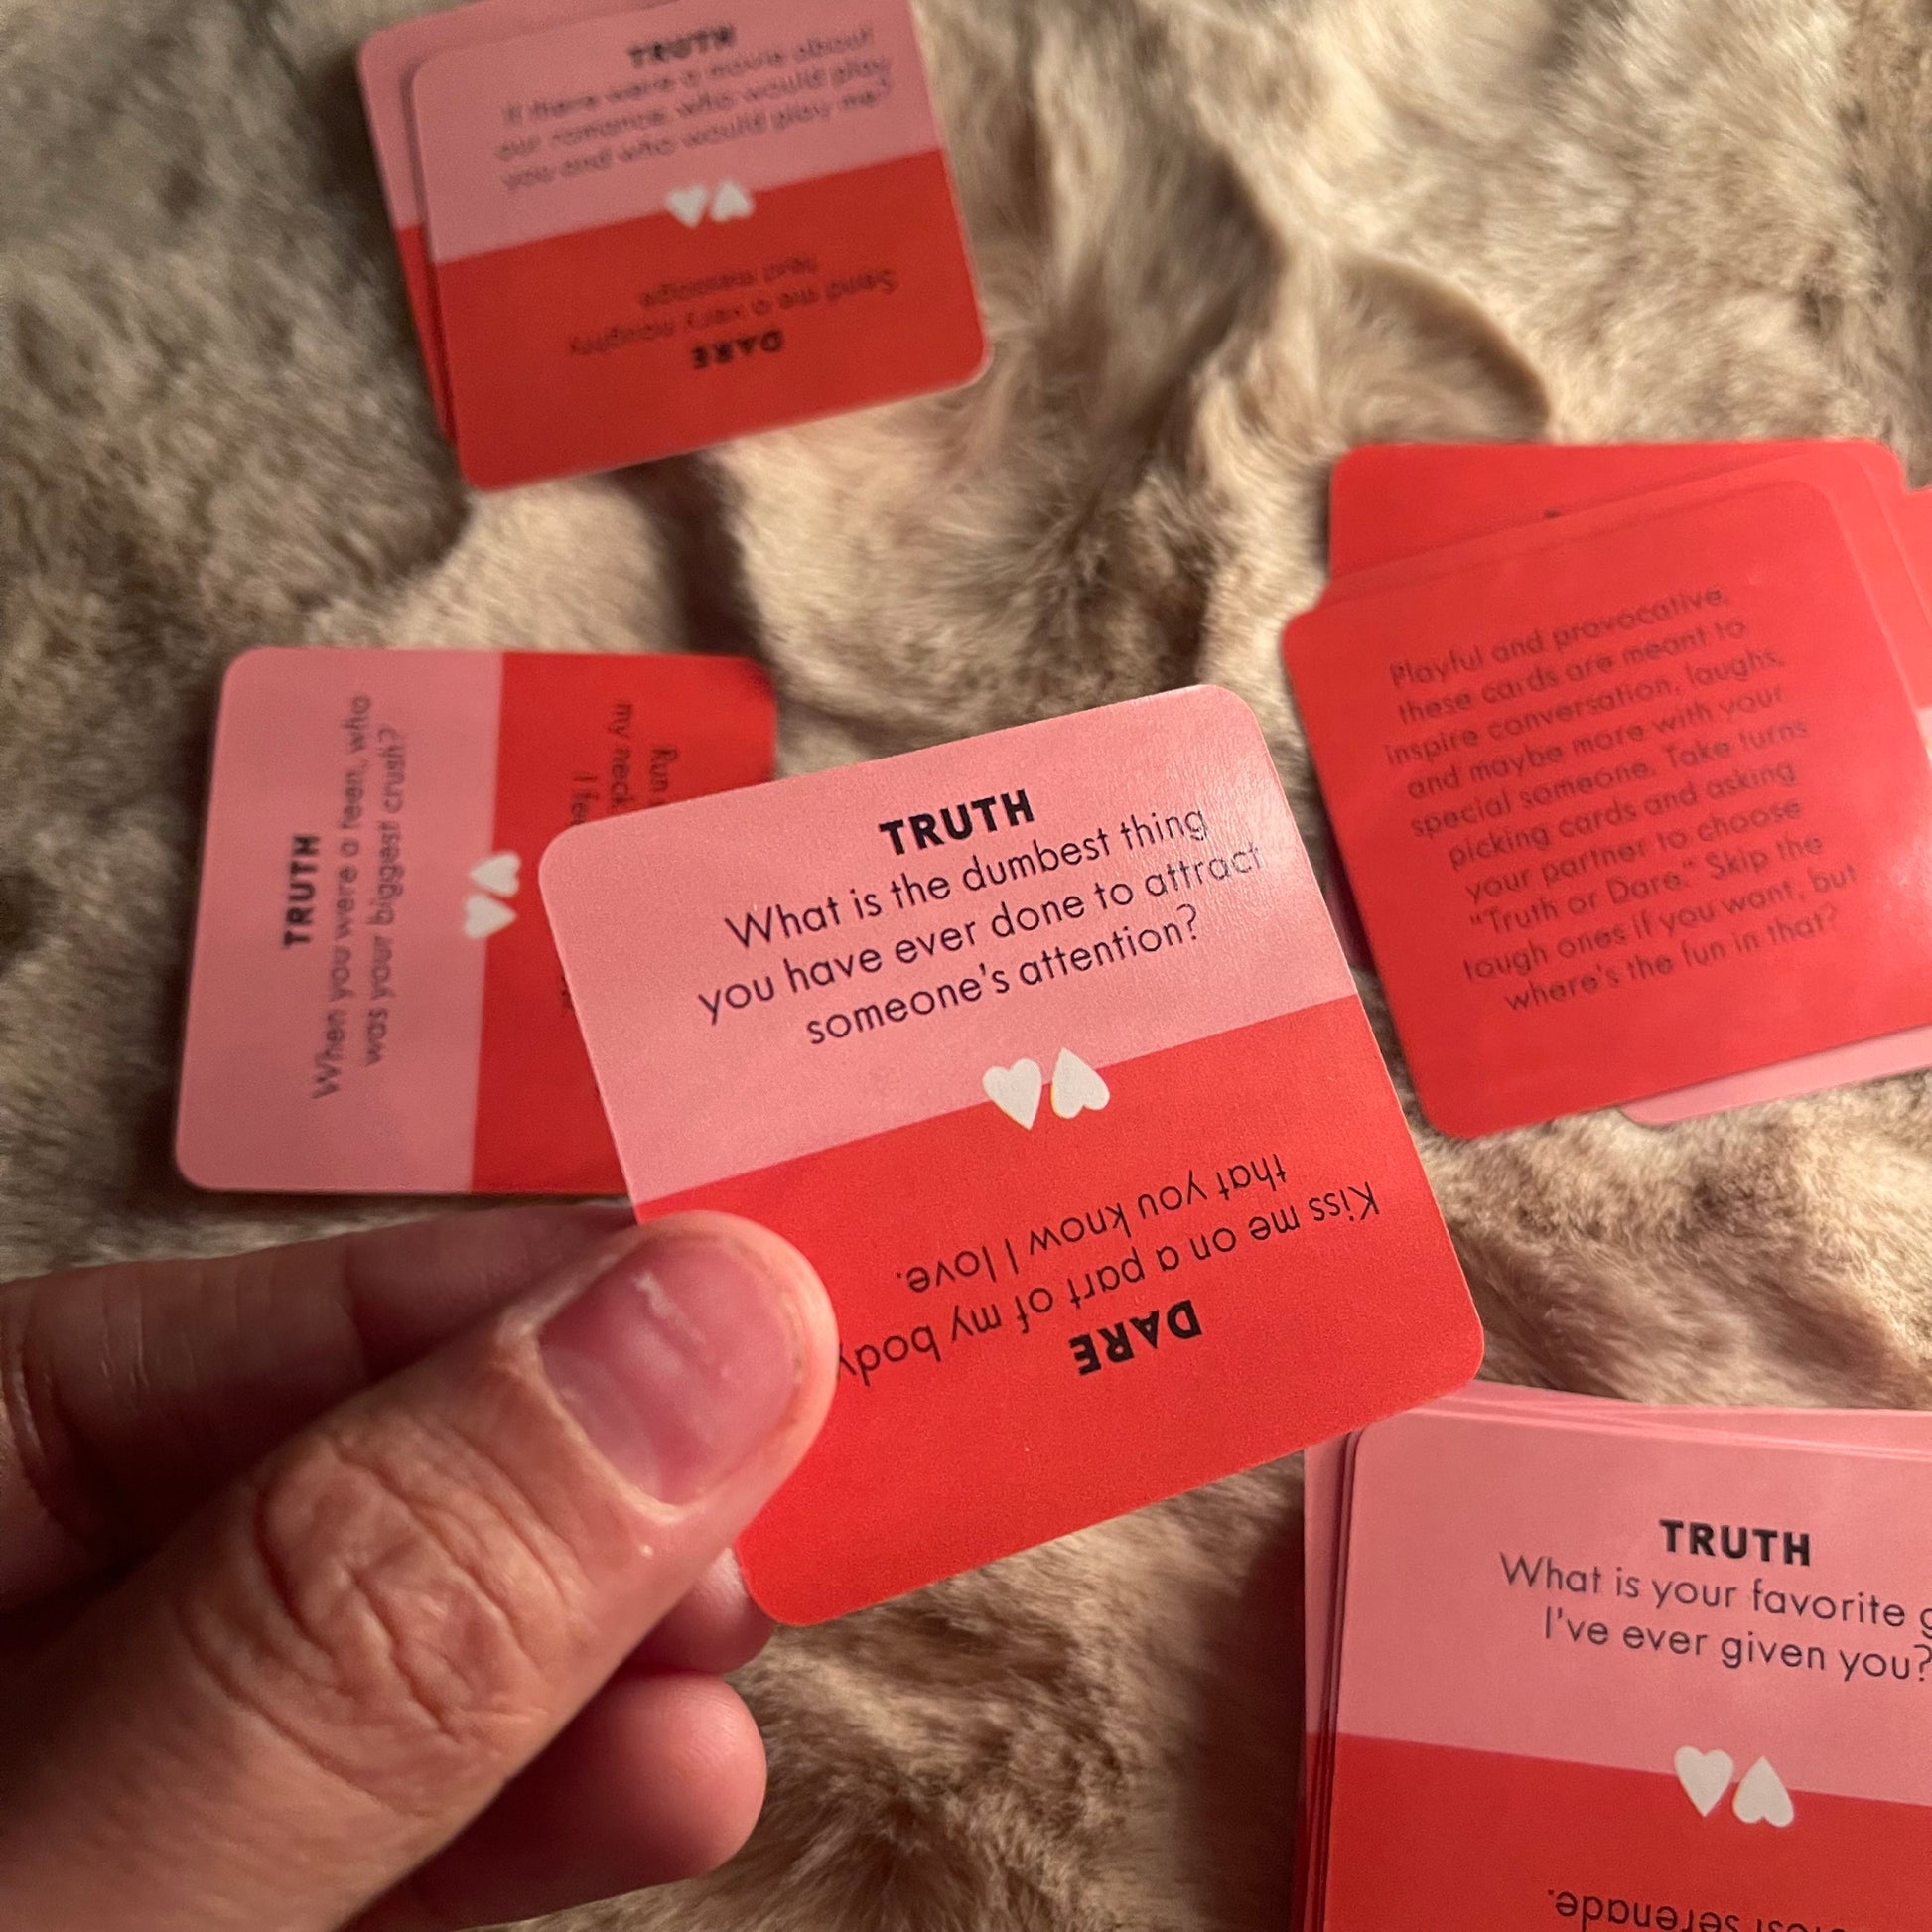 TRUTH
If there were a movie about
our romance, who would play
you and who would play me?
DARE
Send me a very naughty
text message
TRUTH
When you were a teen, who
was your biggest crush?
Run
my neck
I fee
TRUTH
What is the dumbest thing
you have ever done to attract
someone's attention?
DARE
Kiss me on a part of my body
that you know I love.
Playful and provocative,
these cards are meant to
inspire conversation, laughs,
and maybe more with your
special someone. Take turns
picking cards and asking
your partner to choose
"Truth or Dare." Skip the
tough ones if you want, but
where's the fun in that?
TRUTH
What is your favorite
I've ever given you?
serenade.